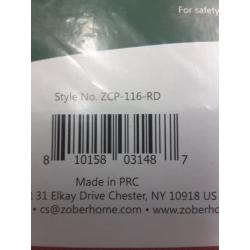 For safety
Style No. ZCP-116-RD
8 10158 03148 7
Made in PRC
31 Elkay Drive Chester, NY 10918 US
• cs@zoberhome.com • www.zoberhome